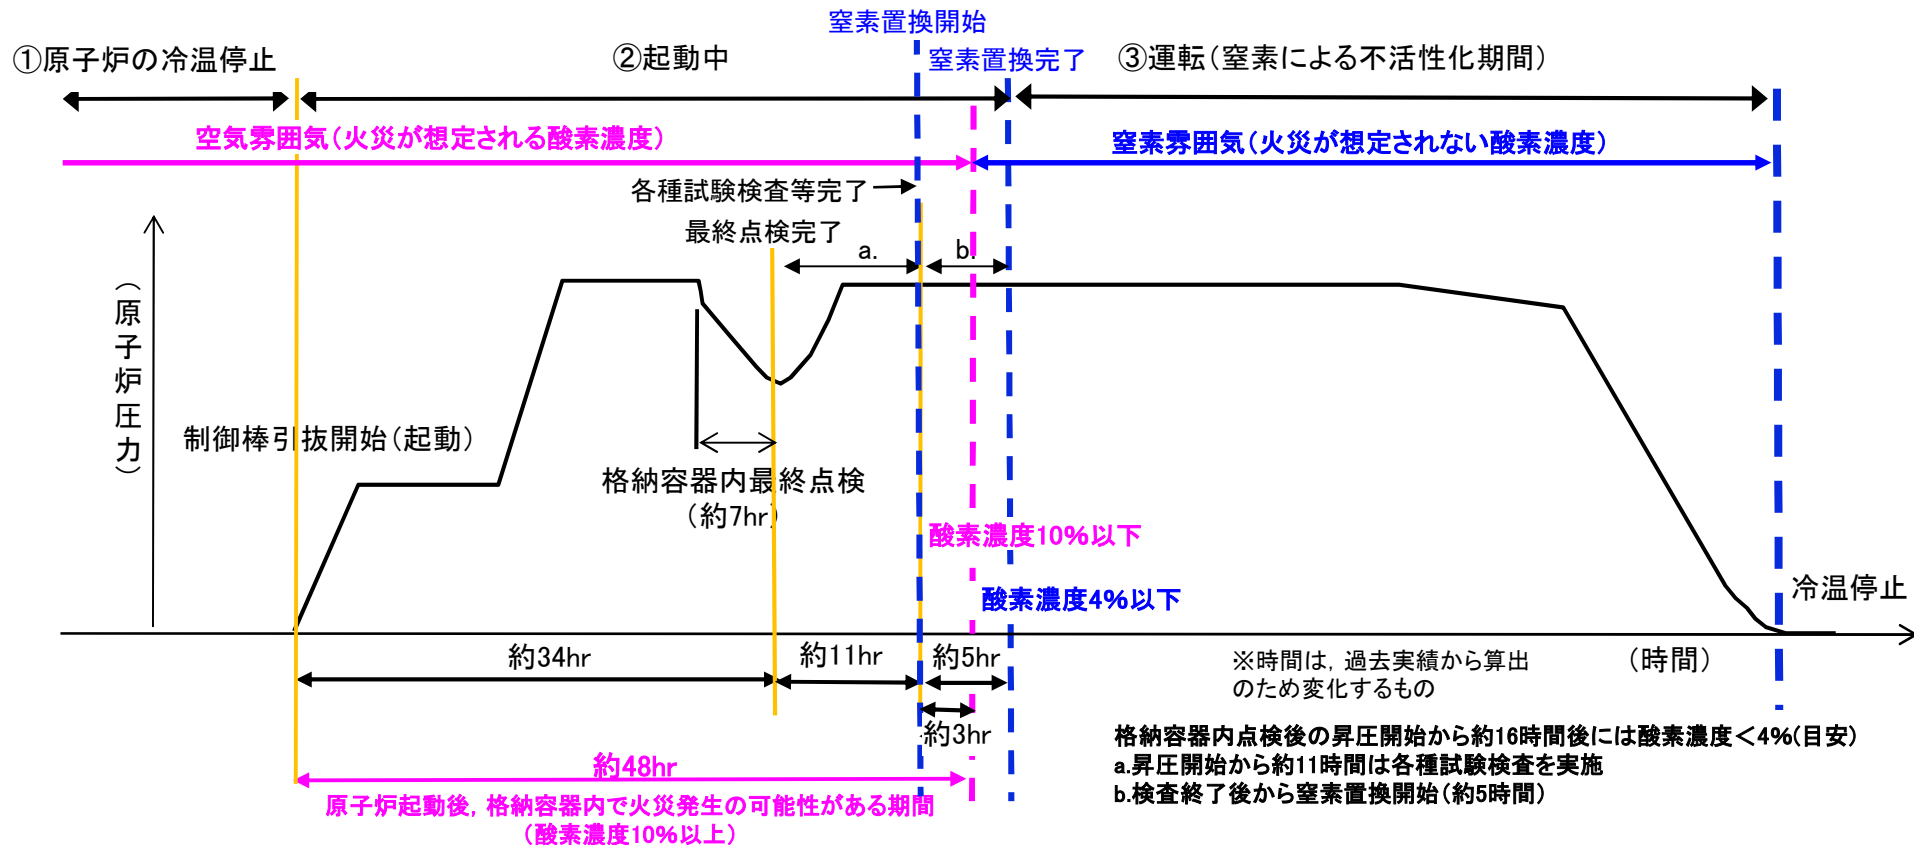 窒素置換開始
①原子炉の冷温停止
②起動中
窒素置換完了
③運転(窒素による不活性化期間)
空気雰囲気(火災が想定される酸素濃度)
窒素雰囲気(火災が想定されない酸素濃度)
各種試験検査等完了
最終点検完了
a.
b.
(原子炉圧力)
制御棒引抜開始(起動)
格納容器内最終点検
(約7hr)
酸素濃度10%以下
酸素濃度4%以下
冷温停止
約34hr
約11hr
約5hr
※時間は,過去実績から算出
のため変化するもの
(時間)
約3hr
格納容器内点検後の昇圧開始から約16時間後には酸素濃度<4%(目安)
a.昇圧開始から約11時間は各種試験検査を実施
b.検査終了後から窒素置換開始(約5時間)
約48hr
原子炉起動後,格納容器内で火災発生の可能性がある期間
(酸素濃度10%以上)